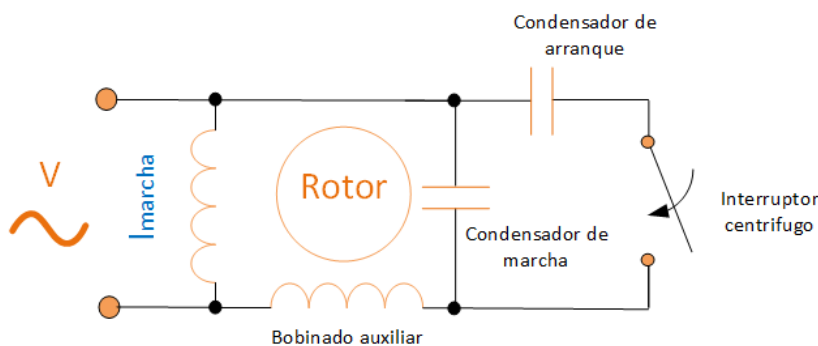 Condensador de
arranque
V
Imarcha
Rotor
Condensador de
marcha
Interruptor
centrifugo
Bobinado auxiliar